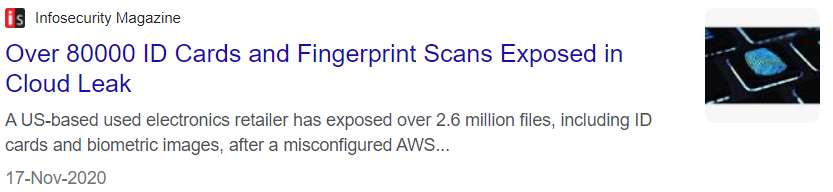 is Infosecurity Magazine
Over 80000 ID Cards and Fingerprint Scans Exposed in
Cloud Leak
A US-based used electronics retailer has exposed over 2.6 million files, including ID
cards and biometric images, after a misconfigured AWS...
17-Nov-2020